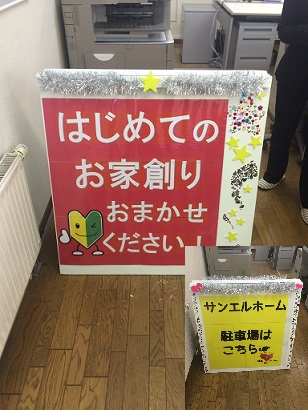 はじめての
お家創り
おまかせ
ください!
サンエルホーム
駐車場は
こちら